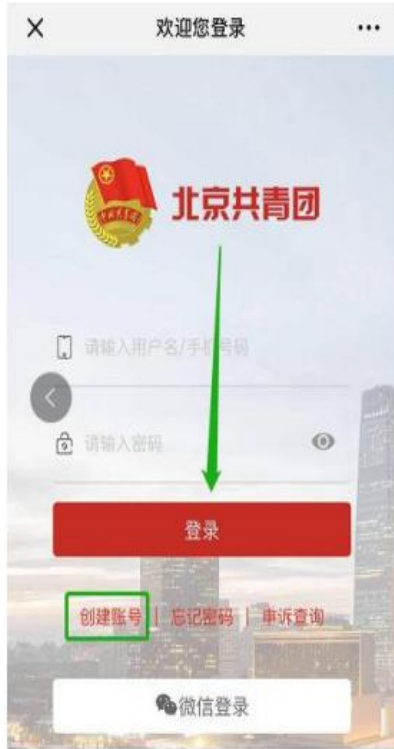 欢迎您登录
北京共青团
请输入用户名/手机号码
请输入密码
登录
创建账号 | 忘记密码 | 申诉查询
微信登录